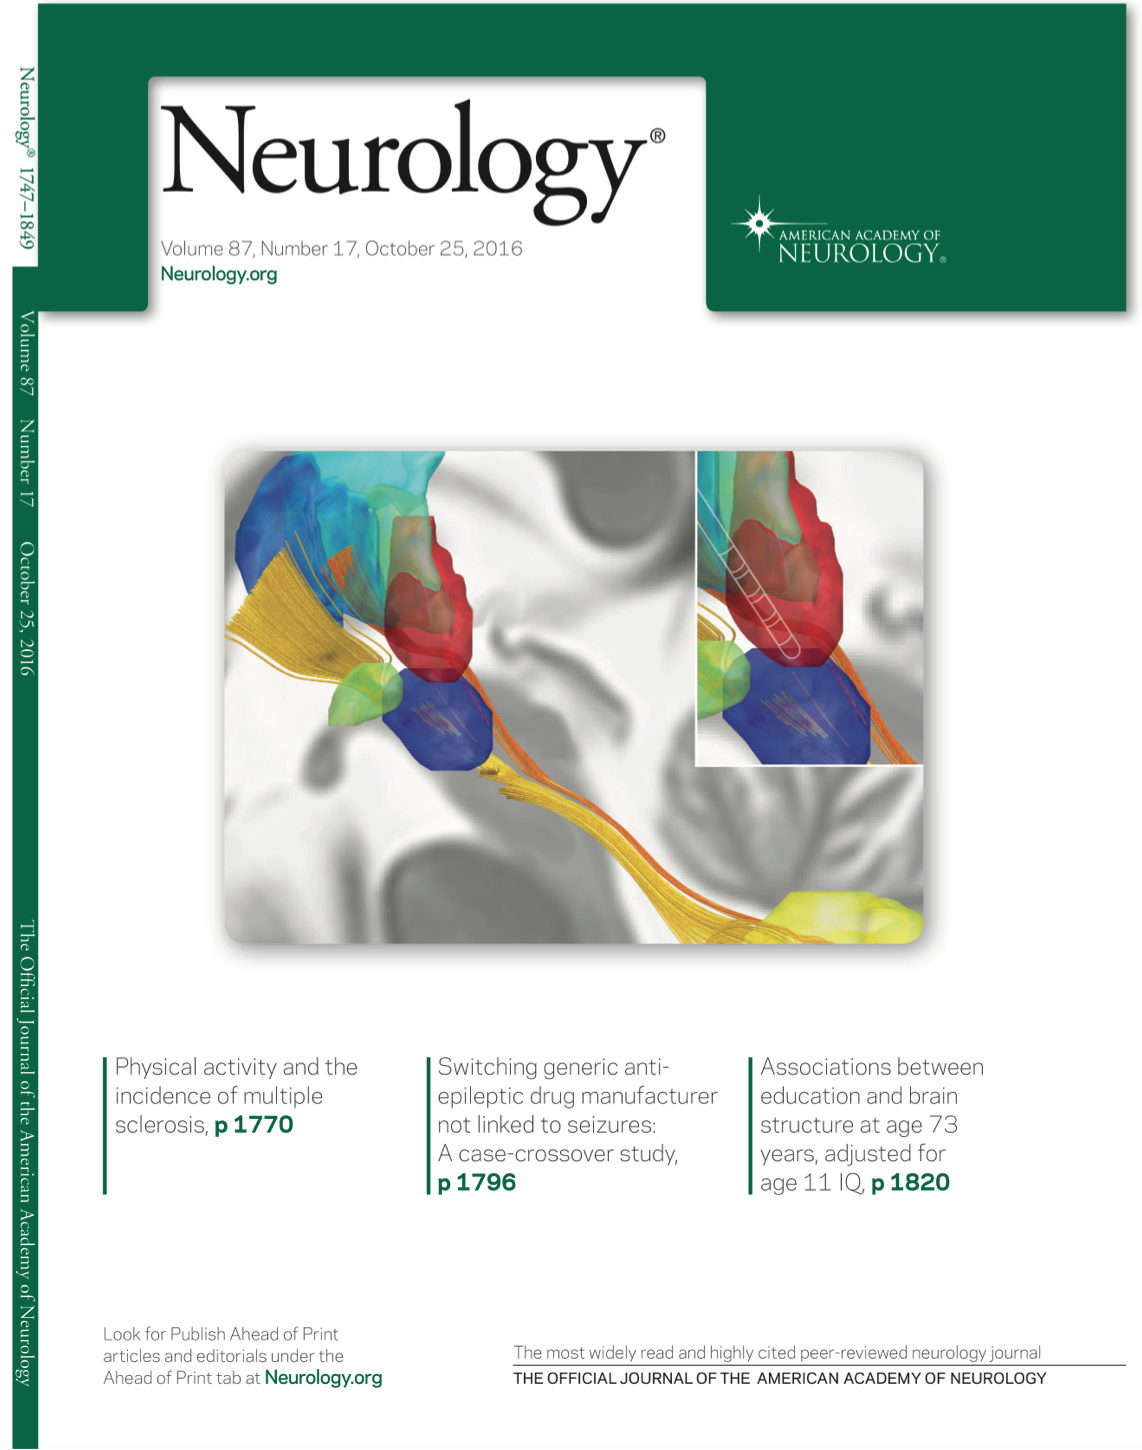 Neurology® 1747–1849
Volume 87 Number 17 October 25, 2016
The Official Journal of the American Academy of Neurology
Neurology®
Volume 87, Number 17, October 25, 2016
Neurology.org
AMERICAN ACADEMY OF
NEUROLOGY®
Physical activity and the
incidence of multiple
sclerosis, p 1770
Switching generic anti-
epileptic drug manufacturer
not linked to seizures:
A case-crossover study,
p 1796
Associations between
education and brain
structure at age 73
years, adjusted for
age 11 IQ, p 1820
Look for Publish Ahead of Print
articles and editorials under the
Ahead of Print tab at Neurology.org
The most widely read and highly cited peer-reviewed neurology journal
THE OFFICIAL JOURNAL OF THE AMERICAN ACADEMY OF NEUROLOGY